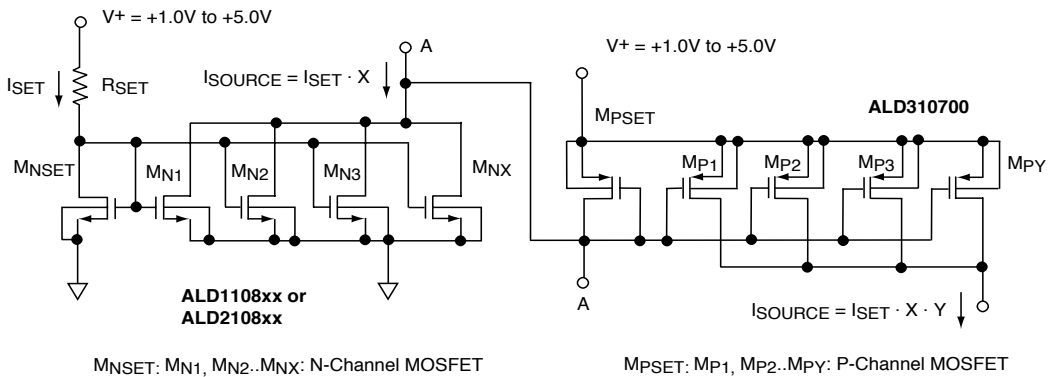 V+ = +1.0V to +5.0V
ISET
RSET
ISOURCE = ISET · X
A
MNSET
MN1
MN2
MN3
MNX
ALD1108xx or
ALD2108xx
MNSET: MN1, MN2..MNX: N-Channel MOSFET
V+ = +1.0V to +5.0V
MPSET
ALD310700
MP1
MP2
MP3
MPY
A
ISOURCE = ISET · X · Y
MPSET: MP1, MP2..MPY: P-Channel MOSFET